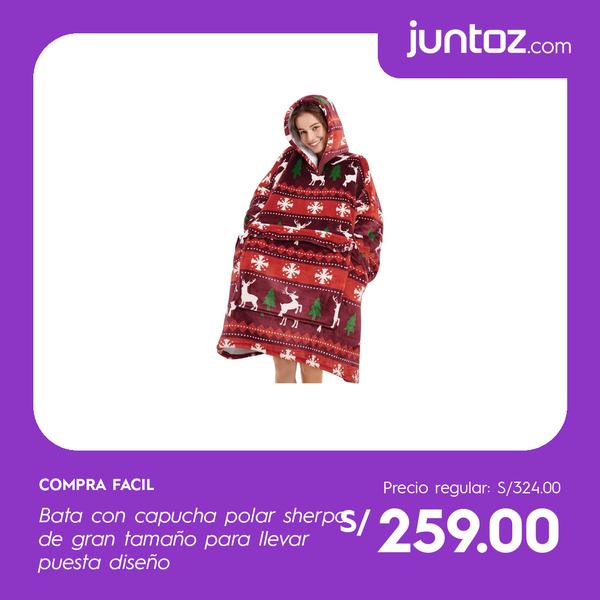 juntoz.com
COMPRA FACIL
Bata con capucha polar sherpa
de gran tamaño para llevar
puesta diseño
Precio regular: S/324.00
S/ 259.00